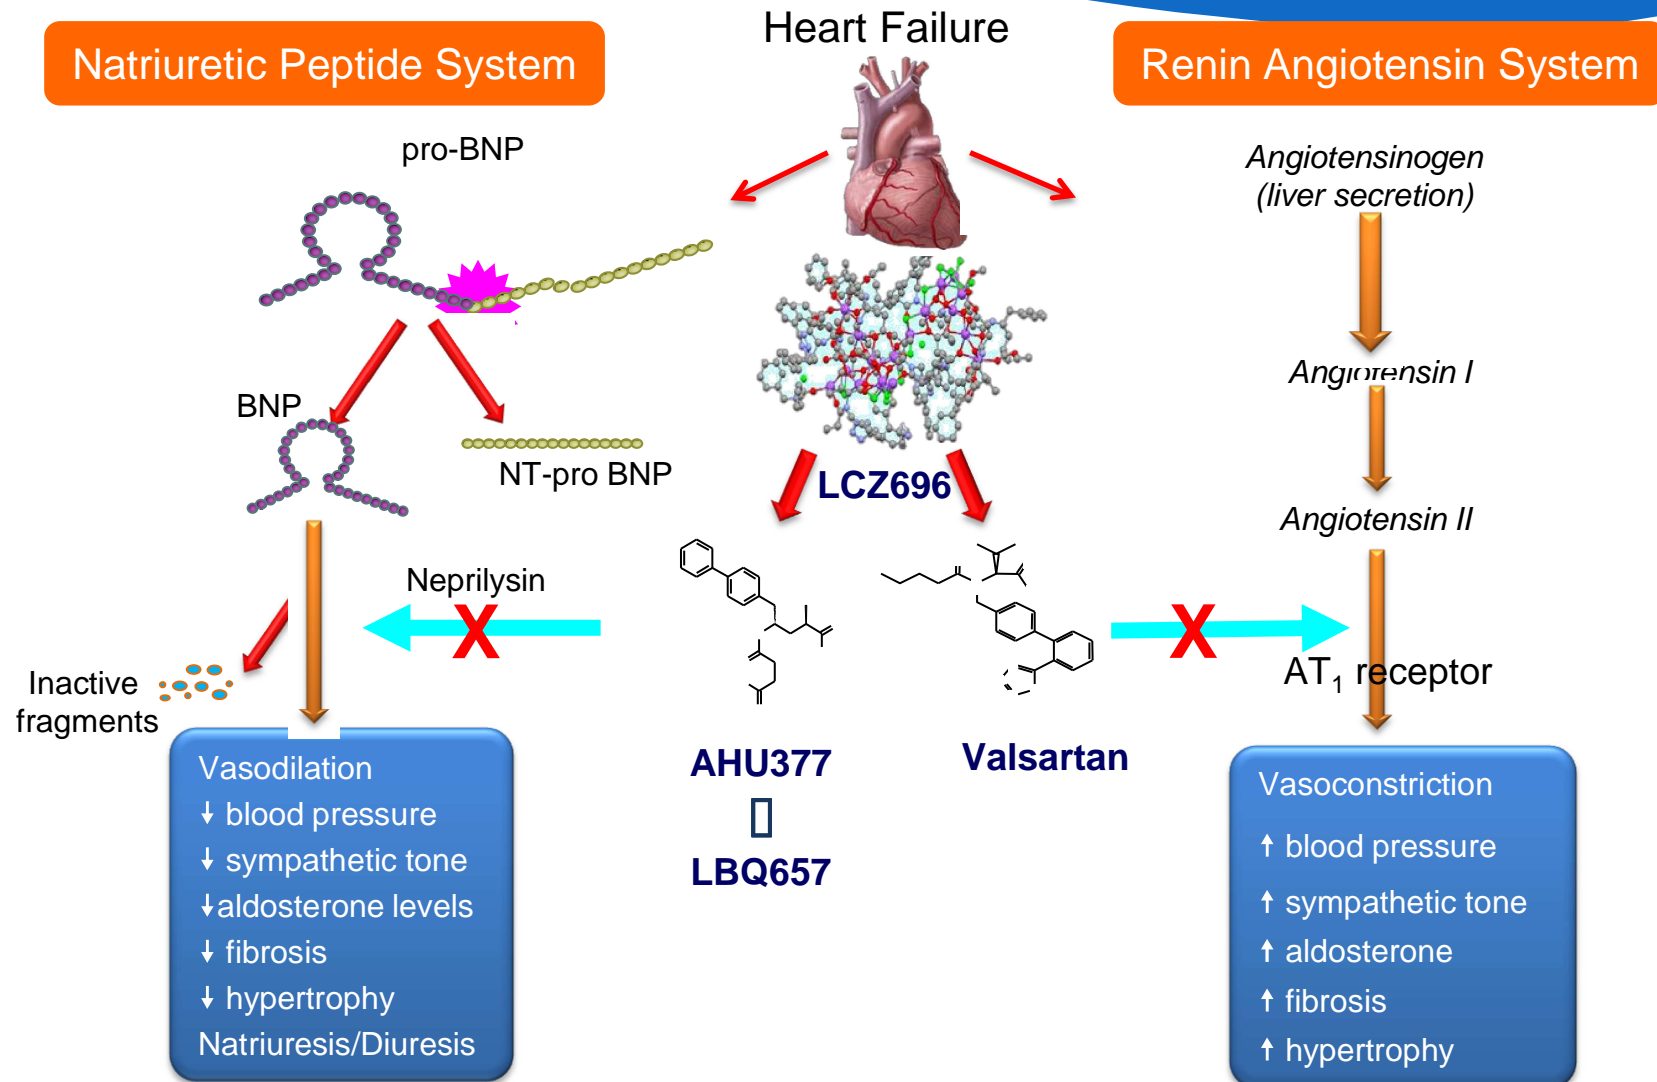 Heart Failure
Natriuretic Peptide System
Renin Angiotensin System
pro-BNP
BNP
NT-pro BNP
Neprilysin
X
Inactive
fragments
Vasodilation
↓ blood pressure
↓ sympathetic tone
↓aldosterone levels
↓ fibrosis
↓ hypertrophy
Natriuresis/Diuresis
LCZ696
AHU377
LBQ657
Valsartan
X
Angiotensinogen
(liver secretion)
Angiotensin I
Angiotensin II
AT₁ receptor
Vasoconstriction
↑ blood pressure
↑ sympathetic tone
↑ aldosterone
↑ fibrosis
↑ hypertrophy